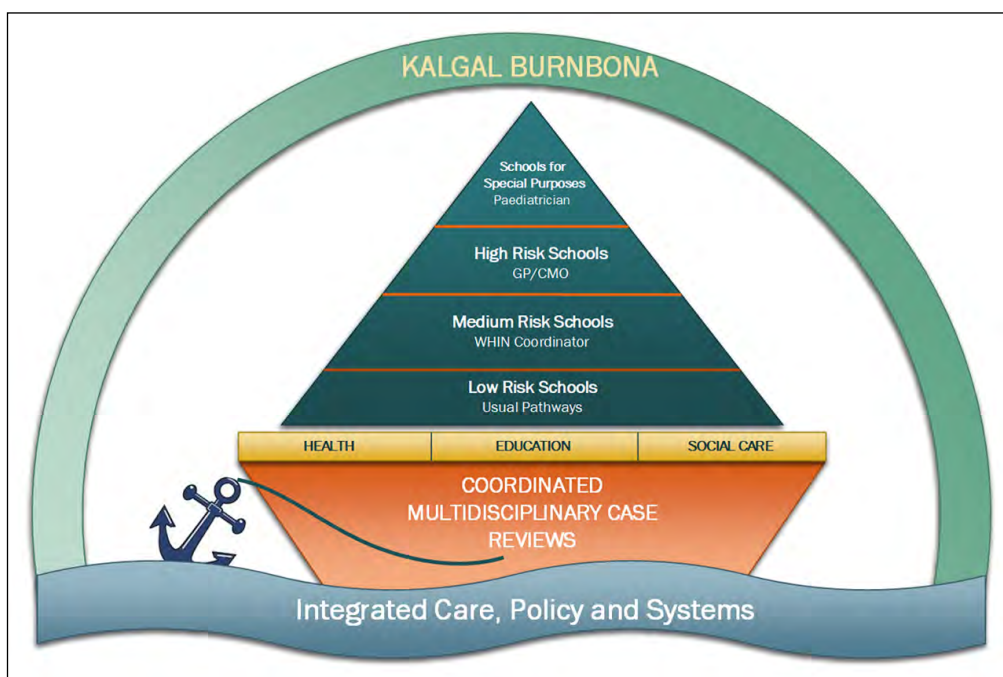 KALGAL BURNBONA
Schools for
Special Purposes
Paediatrician
High Risk Schools
GP/CMO
Medium Risk Schools
WHIN Coordinator
Low Risk Schools
Usual Pathways
HEALTH
EDUCATION
SOCIAL CARE
COORDINATED
MULTIDISCIPLINARY CASE
REVIEWS
Integrated Care, Policy and Systems